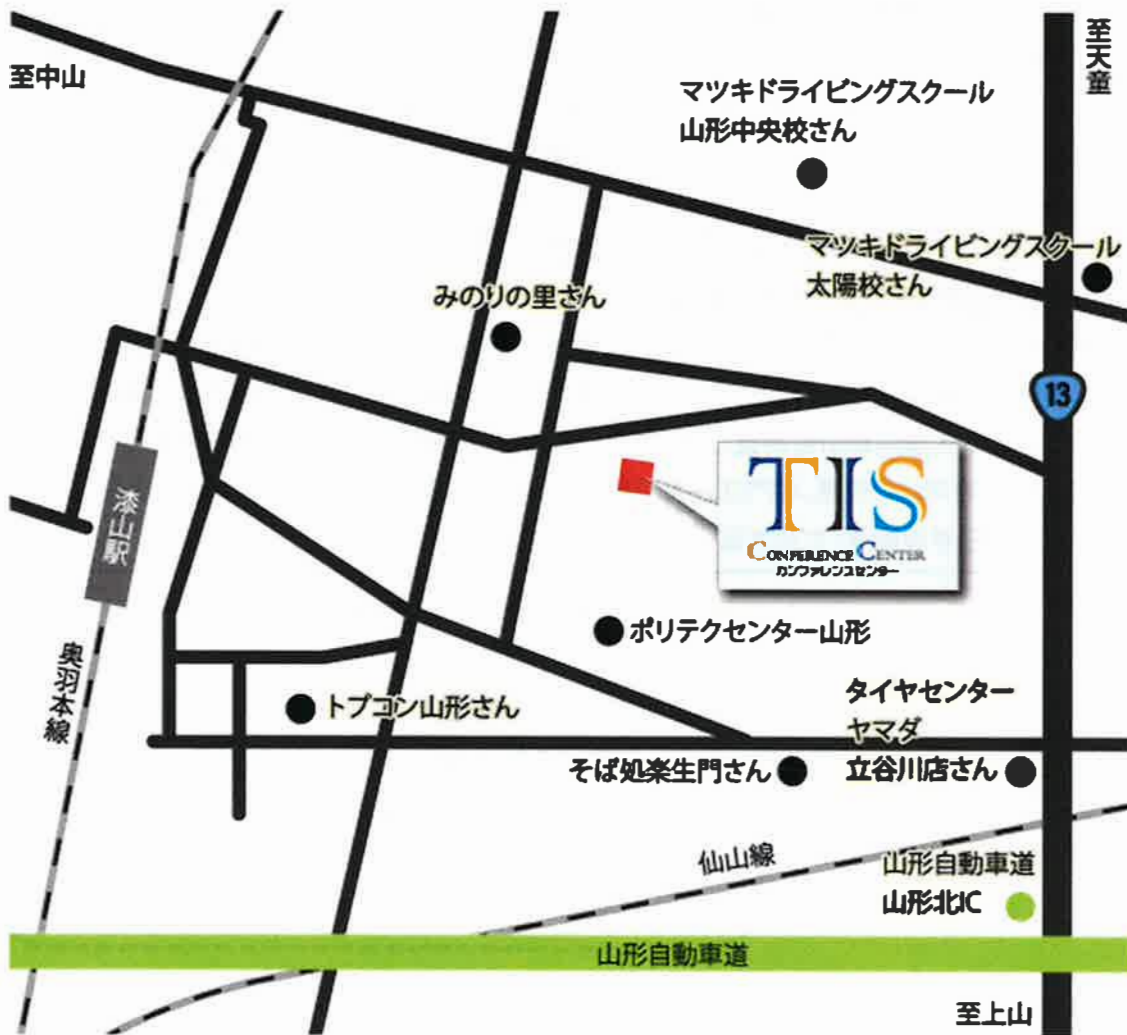 至中山
至天童
マツキドライビングスクール
山形中央校さん
マツキドライビングスクール
太陽校さん
みのりの里さん
13
TIS
CONFERENCE CENTER
カンファレンスセンター
漆山駅
ポリテクセンター山形
奥羽本線
トプコン山形さん
タイヤセンター
ヤマダ
立谷川店さん
そば処楽生門さん
仙山線
山形自動車道
山形北IC
山形自動車道
至上山